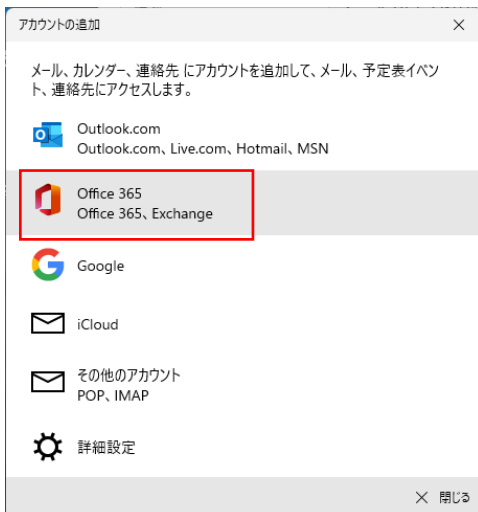 アカウントの追加
メール、カレンダー、連絡先 にアカウントを追加して、メール、予定表イベン
ト、連絡先にアクセスします。
Outlook.com
Outlook.com、Live.com、Hotmail、MSN
Office 365
Office 365、Exchange
Google
iCloud
その他のアカウント
POP、IMAP
詳細設定
閉じる